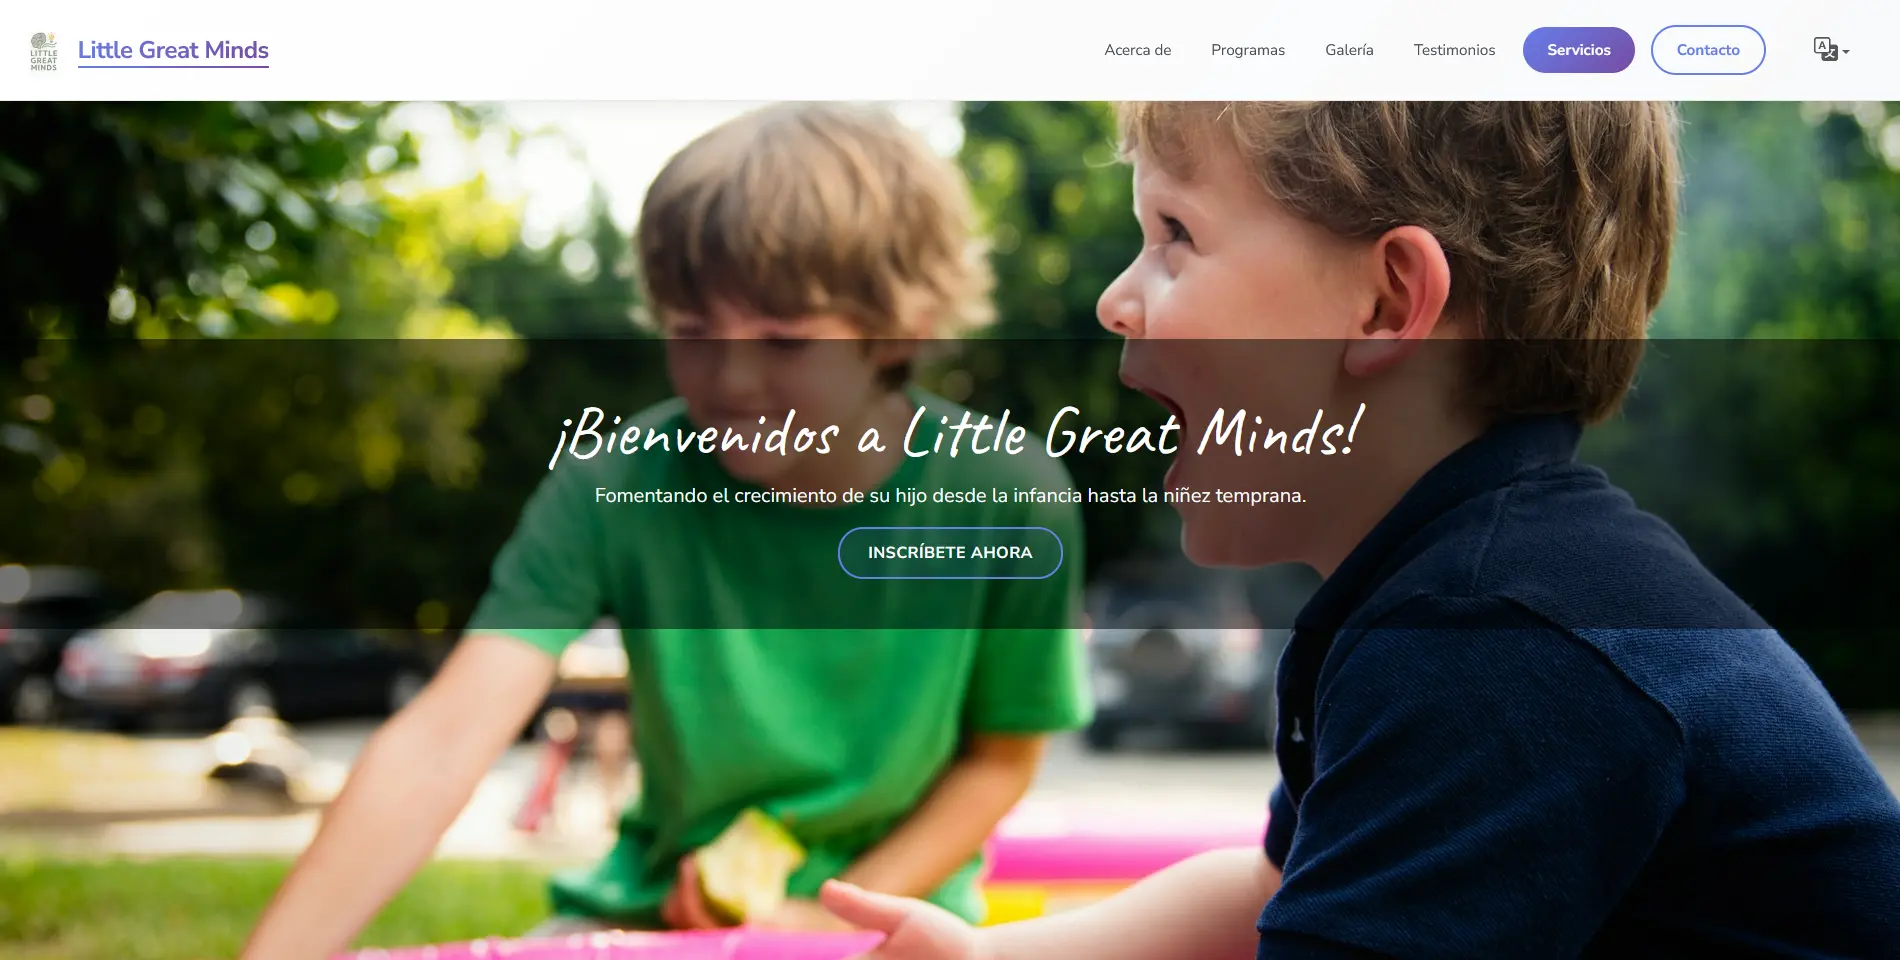 LITTLE
GREAT
MINDS
Little Great Minds
Acerca de
Programas
Galería
Testimonios
Servicios
Contacto
A
¡Bienvenidos a Little Great Minds!
Fomentando el crecimiento de su hijo desde la infancia hasta la niñez temprana.
INSCRÍBETE AHORA